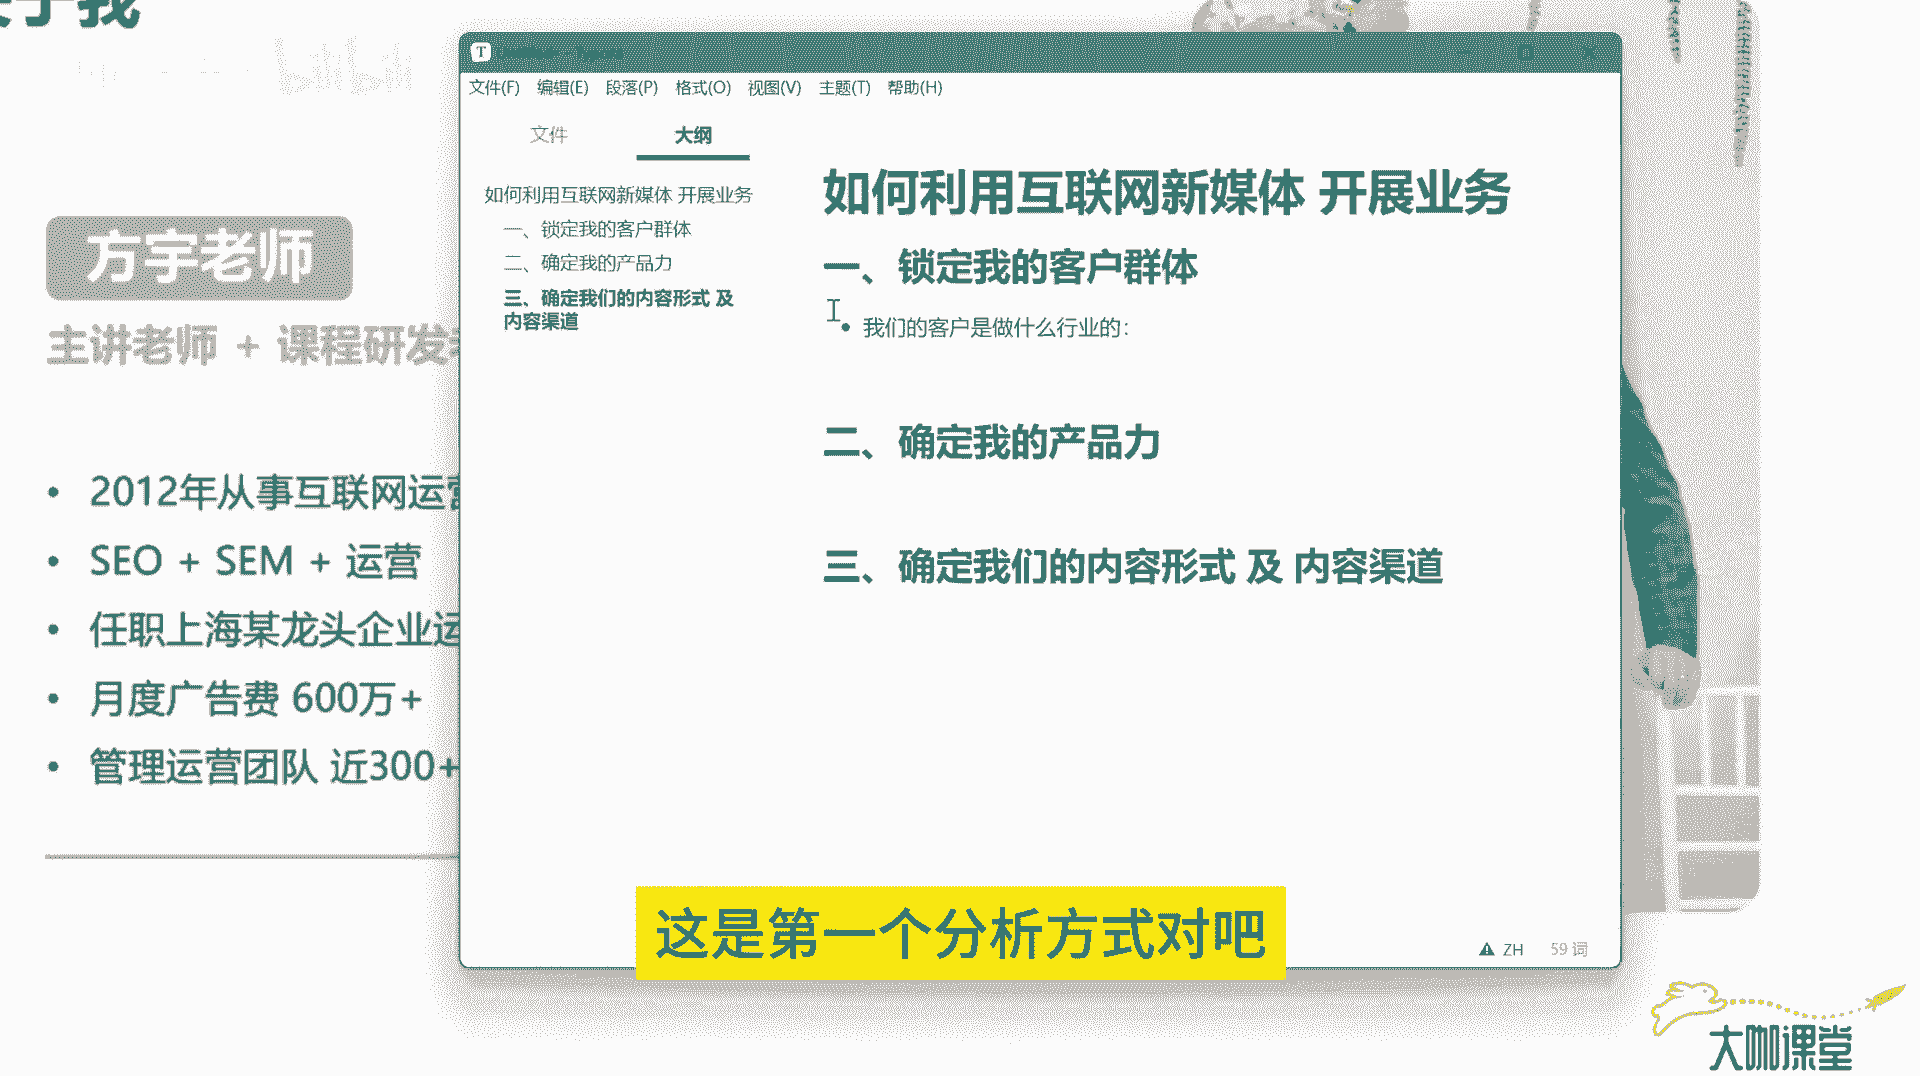 bilibili
方宇老师
主讲老师 + 课程研发
2012年从事互联网运营
SEO + SEM + 运营
任职上海某龙头企业运
月度广告费 600万+
管理运营团队 近300+
文件(F) 编辑(E) 段落(P) 格式(O) 视图(V) 主题(T) 帮助(H)
文件 大纲
如何利用互联网新媒体 开展业务
一、锁定我的客户群体
二、确定我的产品力
三、确定我们的内容形式 及
内容渠道
如何利用互联网新媒体 开展业务
一、锁定我的客户群体
• 我们的客户是做什么行业的:
二、确定我的产品力
三、确定我们的内容形式 及 内容渠道
ZH 59 词
这是第一个分析方式对吧
大咖课堂